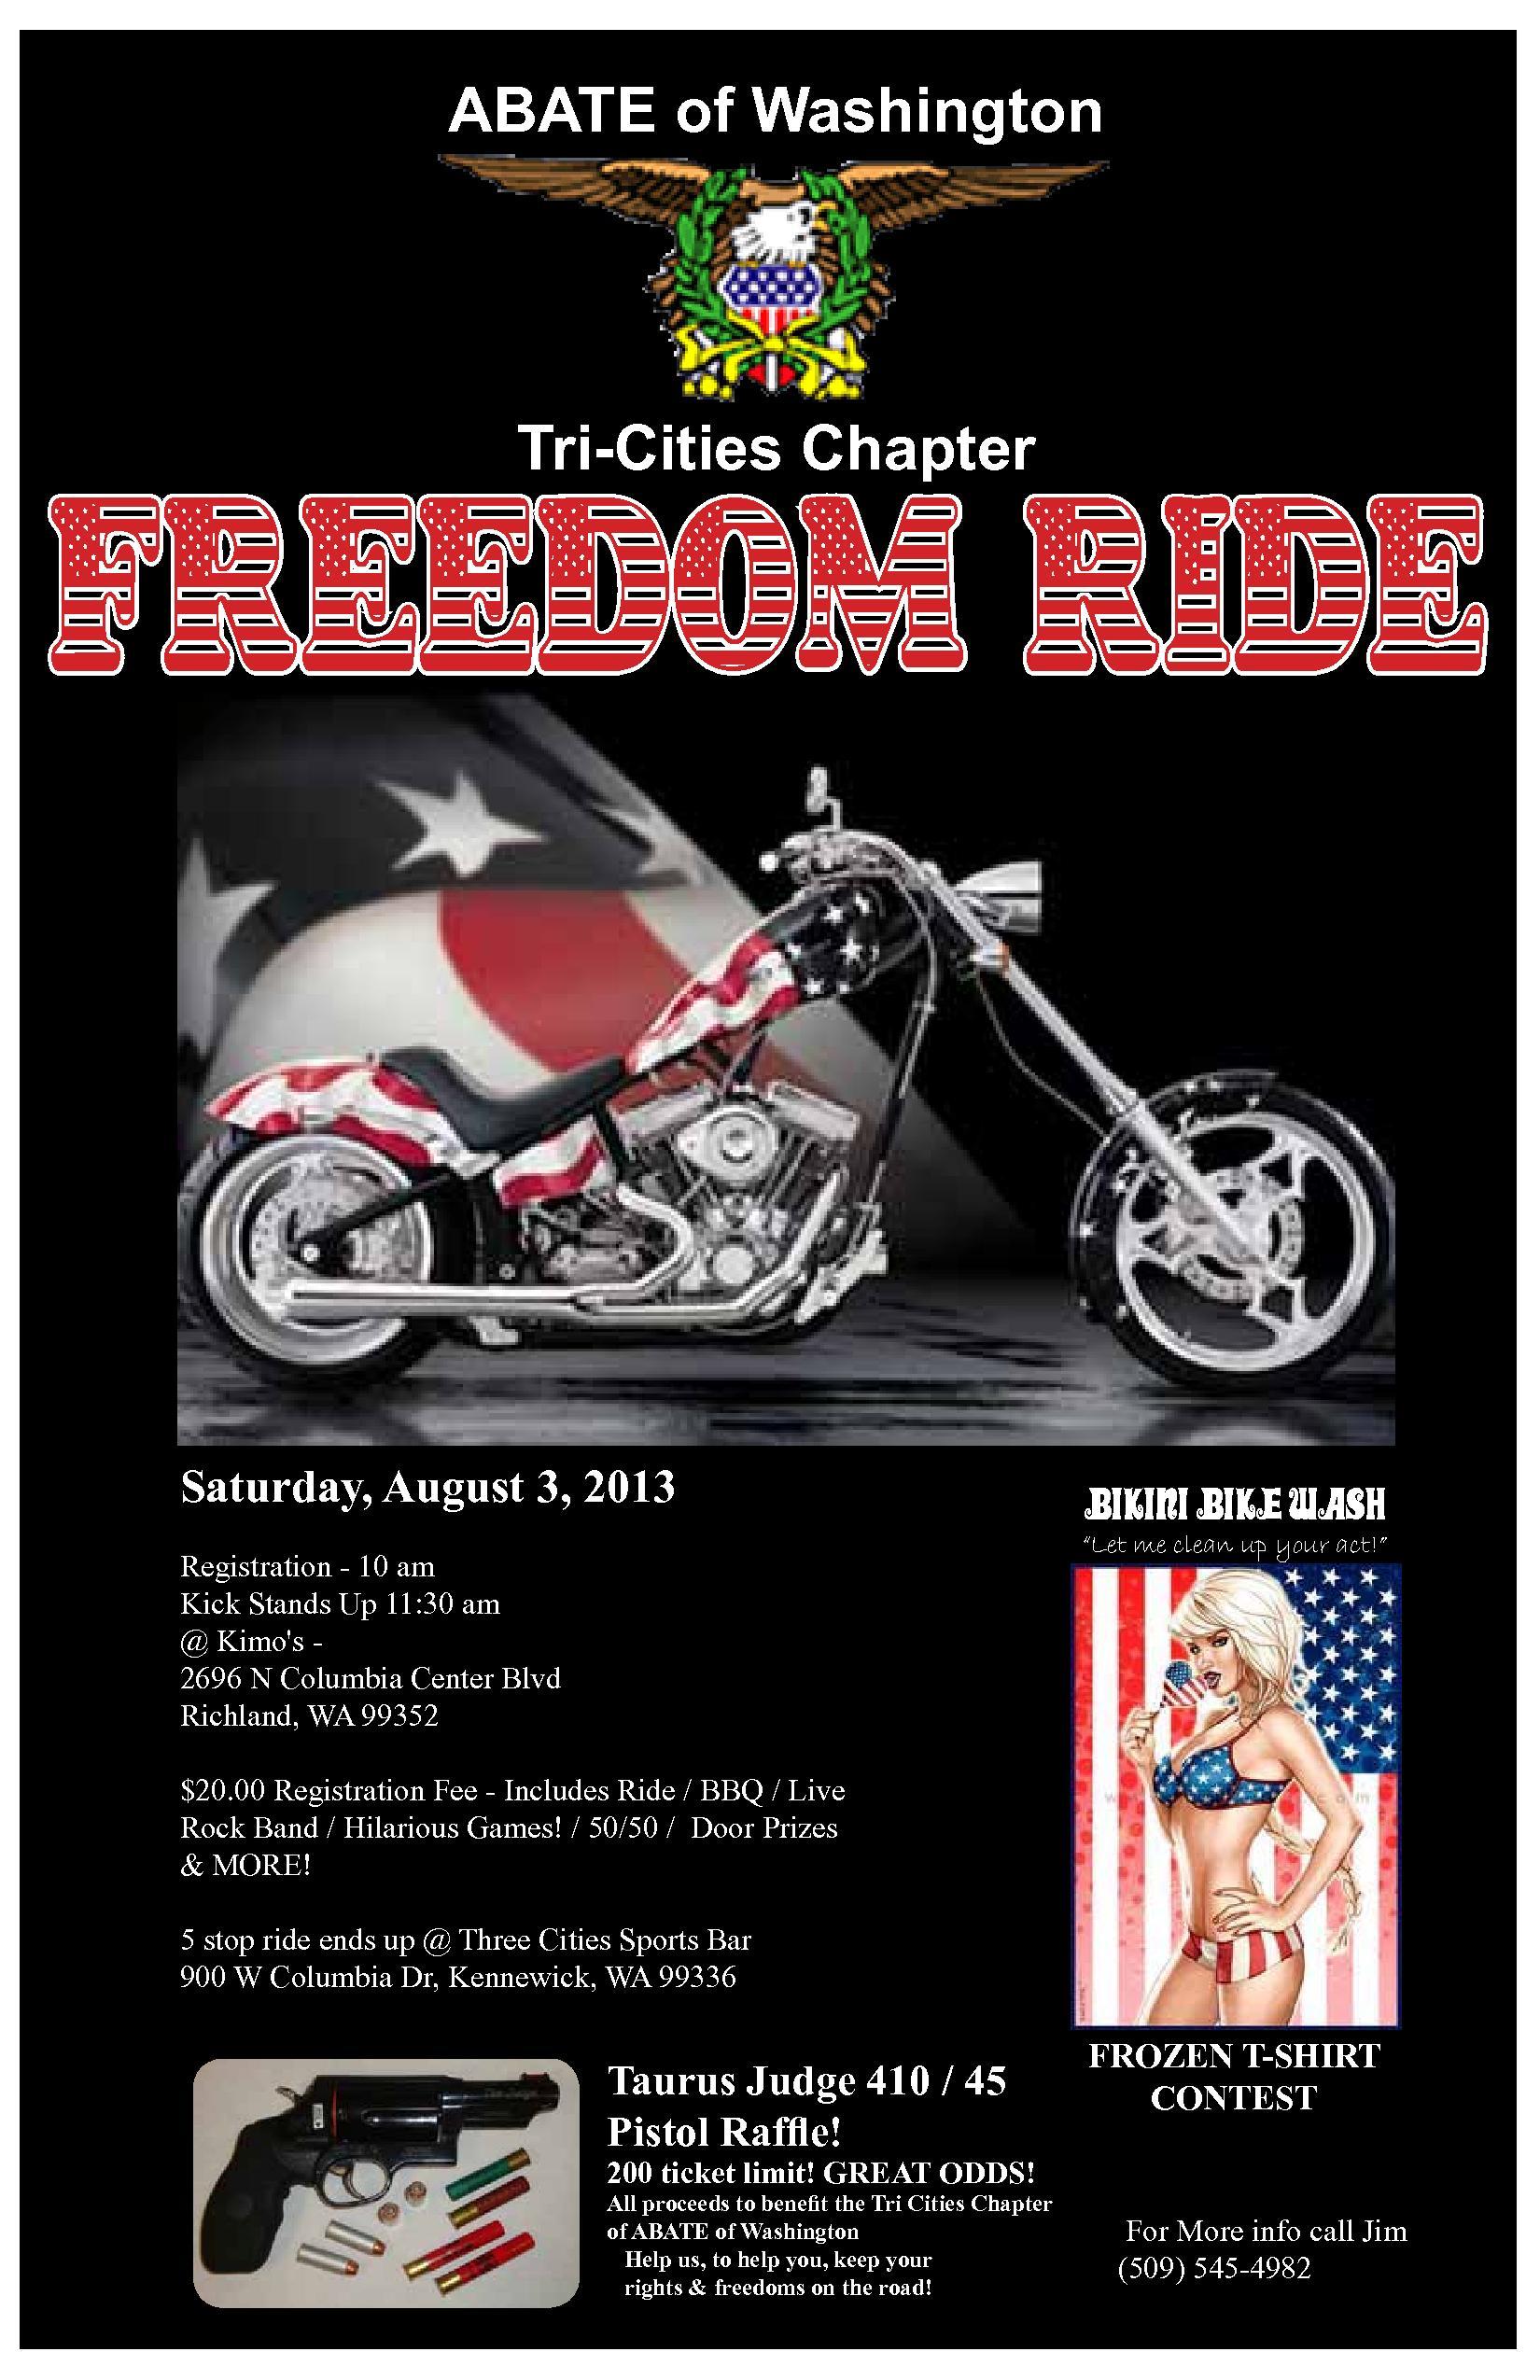 ABATE of Washington
Tri-Cities Chapter
FREEDOM RIDE
Saturday, August 3, 2013
Registration - 10 am
Kick Stands Up 11:30 am
@ Kimo's -
2696 N Columbia Center Blvd
Richland, WA 99352
$20.00 Registration Fee - Includes Ride / BBQ / Live
Rock Band / Hilarious Games! / 50/50 / Door Prizes
& MORE!
5 stop ride ends up @ Three Cities Sports Bar
900 W Columbia Dr, Kennewick, WA 99336
BIKINI BIKE WASH
"Let me clean up your act!"
FROZEN T-SHIRT
CONTEST
Taurus Judge 410 / 45
Pistol Raffle!
200 ticket limit! GREAT ODDS!
All proceeds to benefit the Tri Cities Chapter
of ABATE of Washington
Help us, to help you, keep your
rights & freedoms on the road!
For More info call Jim
(509) 545-4982